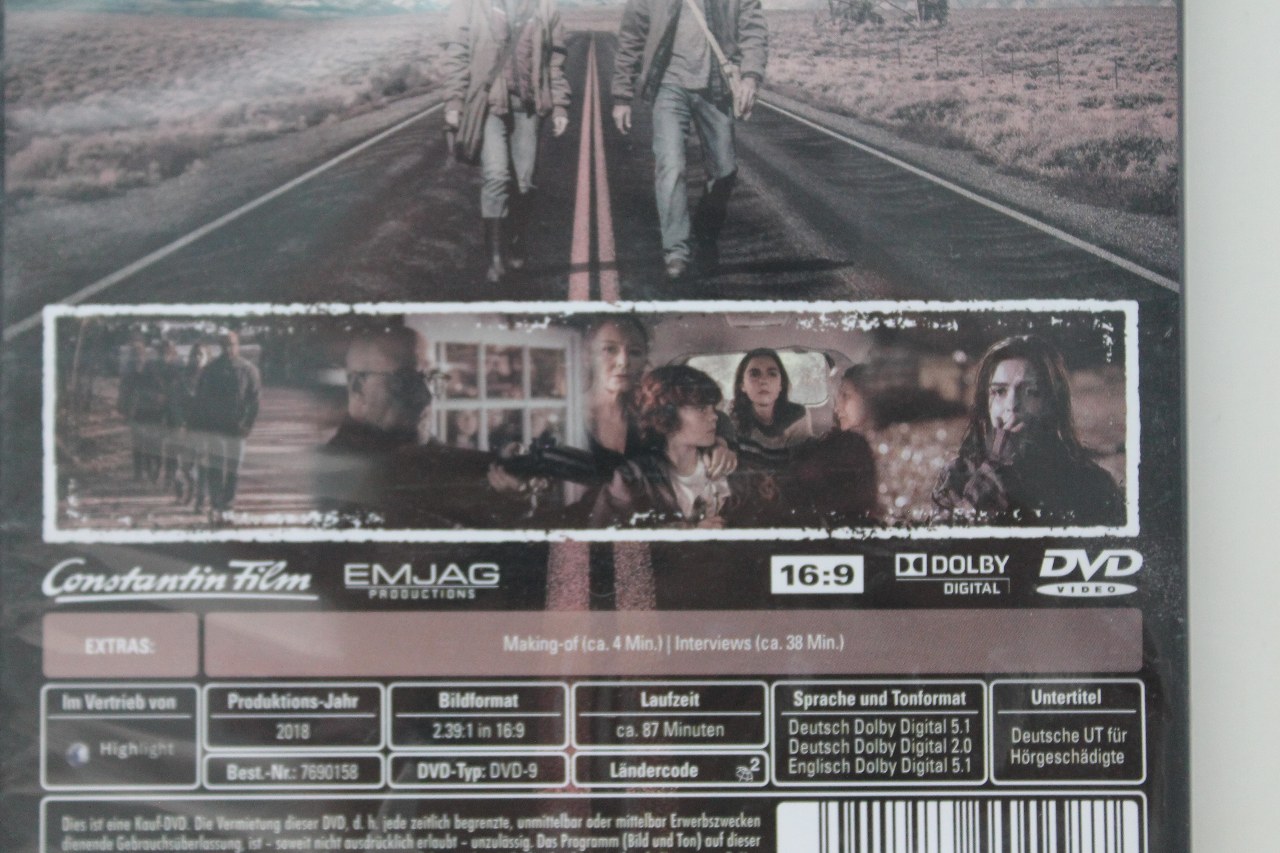 Constantin Film
EMJAG
PRODUCTIONS
16:9
DOLBY
DIGITAL
DVD
VIDEO
EXTRAS:
Making-of (ca. 4 Min.) | Interviews (ca. 38 Min.)
Im Vertrieb von
Highlight
Produktions-Jahr
2018
Best.-Nr.: 7690158
Bildformat
2.39:1 in 16:9
DVD-Typ: DVD-9
Laufzeit
ca. 87 Minuten
Ländercode 2
Sprache und Tonformat
Deutsch Dolby Digital 5.1
Deutsch Dolby Digital 2.0
Englisch Dolby Digital 5.1
Untertitel
Deutsche UT für
Hörgeschädigte
Dies ist eine Kauf-DVD. Die Vermietung dieser DVD, d. h. jede zeitlich begrenzte, unmittelbar oder mittelbar Erwerbszwecken
dienende Gebrauchsüberlassung, ist – soweit nicht ausdrücklich erlaubt – unzulässig. Das Programm (Bild und Ton) auf dieser